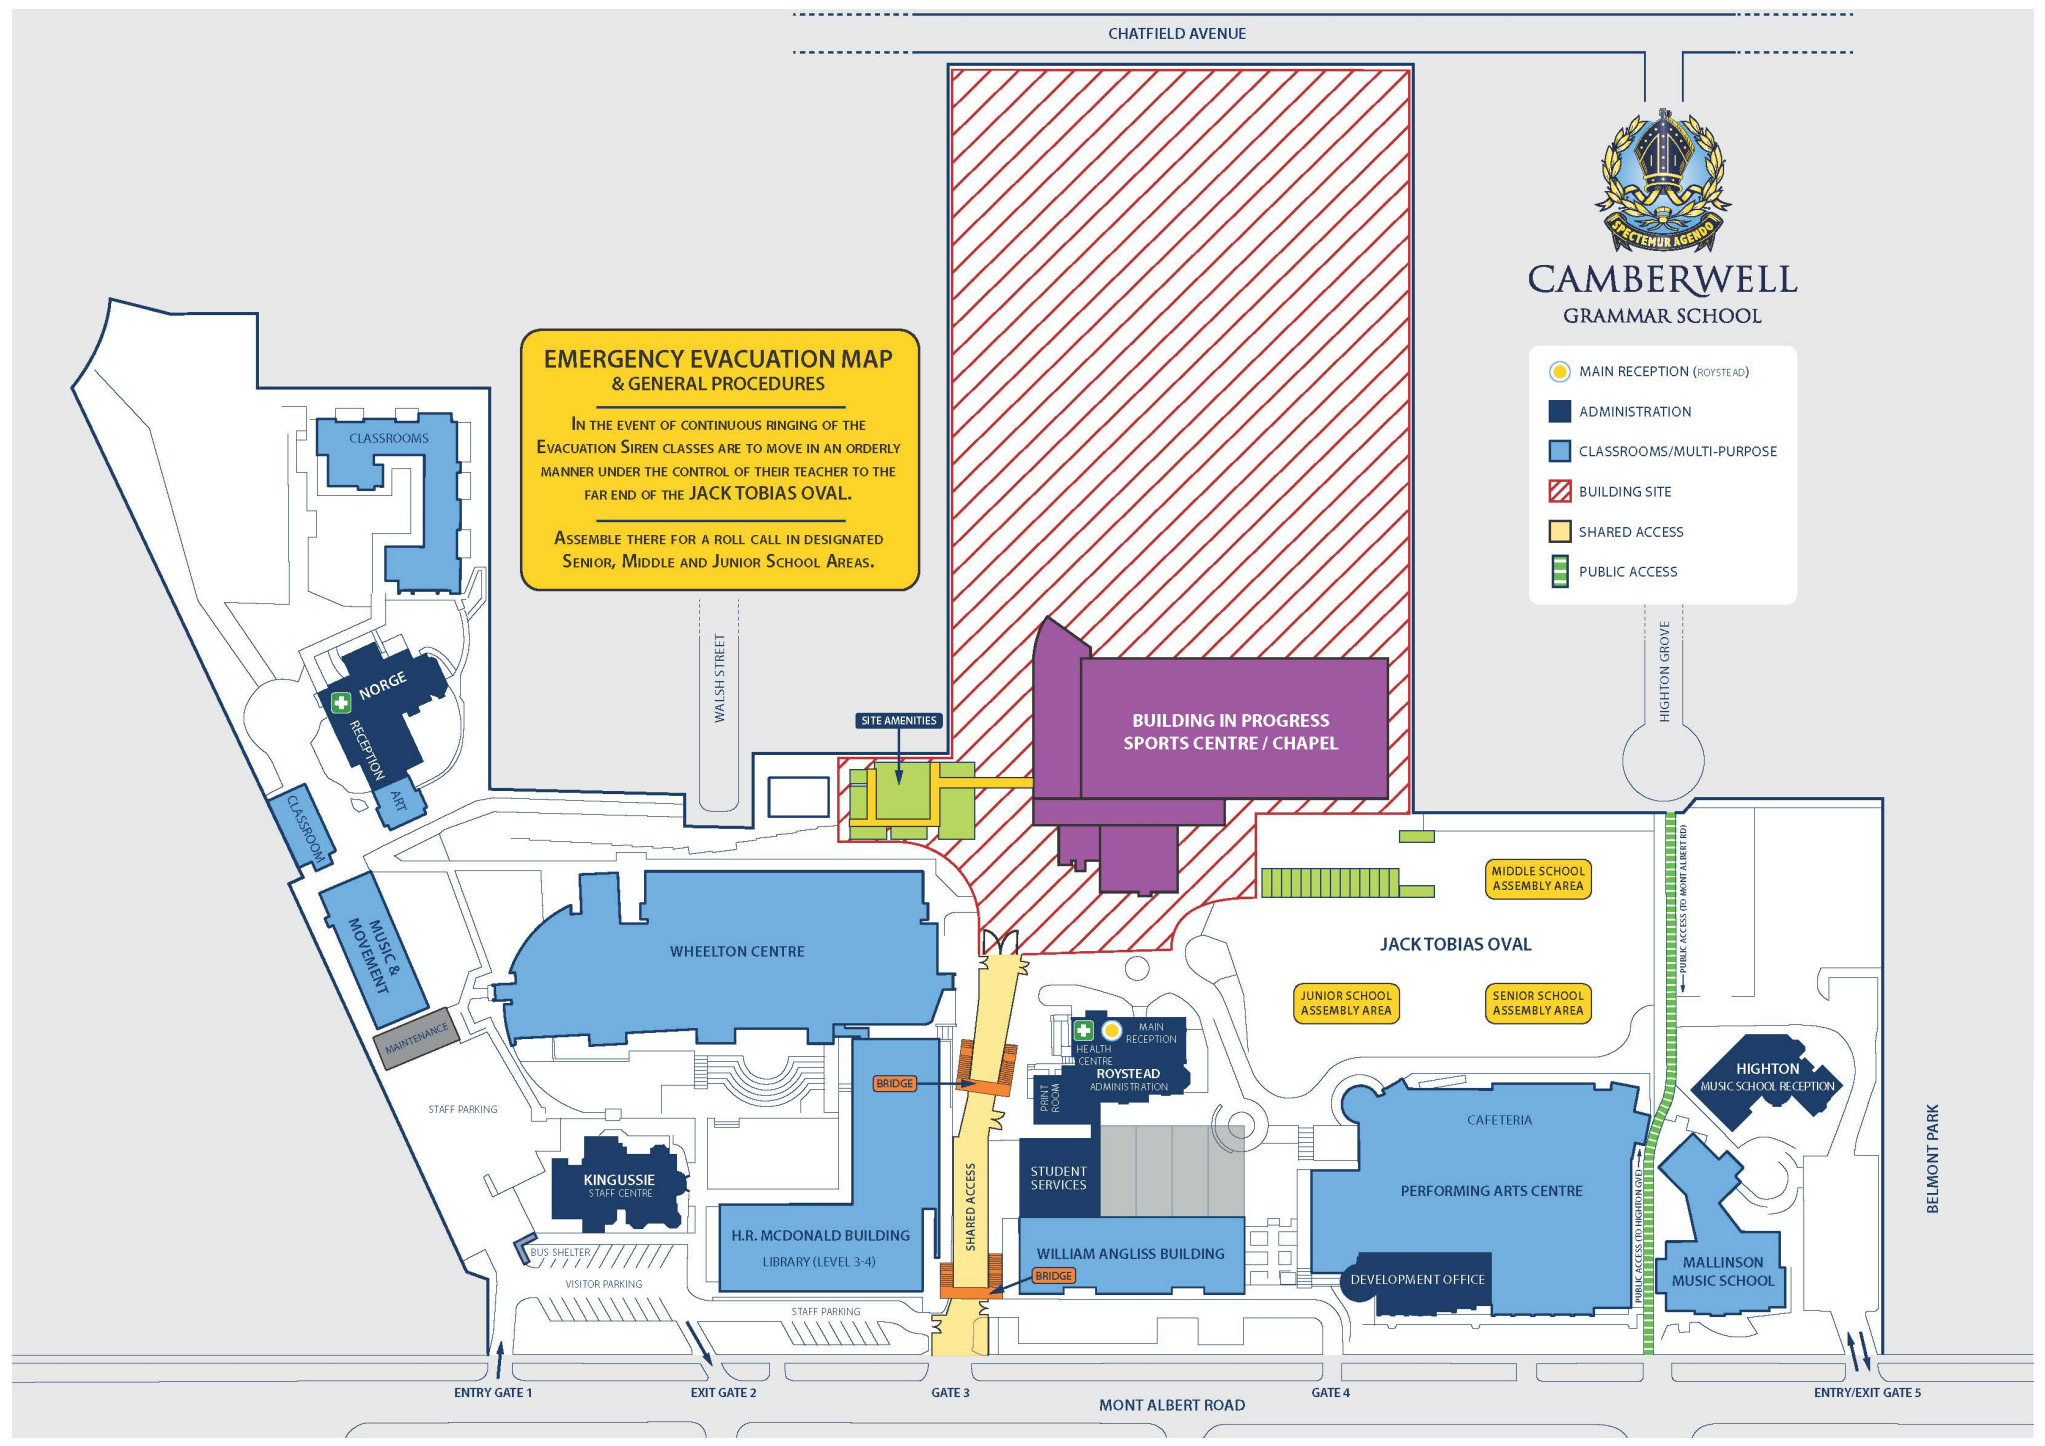 CHATFIELD AVENUE
SPECTEMUR AGENDO
CAMBERWELL
GRAMMAR SCHOOL
MAIN RECEPTION (ROYSTEAD)
ADMINISTRATION
CLASSROOMS/MULTI-PURPOSE
BUILDING SITE
SHARED ACCESS
PUBLIC ACCESS
EMERGENCY EVACUATION MAP
& GENERAL PROCEDURES
IN THE EVENT OF CONTINUOUS RINGING OF THE
EVACUATION SIREN CLASSES ARE TO MOVE IN AN ORDERLY
MANNER UNDER THE CONTROL OF THEIR TEACHER TO THE
FAR END OF THE JACK TOBIAS OVAL.
ASSEMBLE THERE FOR A ROLL CALL IN DESIGNATED
SENIOR, MIDDLE AND JUNIOR SCHOOL AREAS.
CLASSROOMS
WALSH STREET
HIGHTON GROVE
NORGE
RECEPTION
ART
CLASSROOM
SITE AMENITIES
BUILDING IN PROGRESS
SPORTS CENTRE / CHAPEL
MUSIC &
MOVEMENT
MAINTENANCE
WHEELTON CENTRE
MIDDLE SCHOOL
ASSEMBLY AREA
JACK TOBIAS OVAL
JUNIOR SCHOOL
ASSEMBLY AREA
SENIOR SCHOOL
ASSEMBLY AREA
PUBLIC ACCESS (TO MONT ALBERT RD)
MAIN
RECEPTION
HEALTH
CENTRE
ROYSTEAD
ADMINISTRATION
PRINT
ROOM
BRIDGE
HIGHTON
MUSIC SCHOOL RECEPTION
STAFF PARKING
CAFETERIA
BELMONT PARK
KINGUSSIE
STAFF CENTRE
SHARED ACCESS
STUDENT
SERVICES
PERFORMING ARTS CENTRE
PUBLIC ACCESS (TO HIGHTON GVE)
H.R. MCDONALD BUILDING
LIBRARY (LEVEL 3-4)
WILLIAM ANGLISS BUILDING
BRIDGE
DEVELOPMENT OFFICE
MALLINSON
MUSIC SCHOOL
BUS SHELTER
VISITOR PARKING
STAFF PARKING
ENTRY GATE 1
EXIT GATE 2
GATE 3
GATE 4
ENTRY/EXIT GATE 5
MONT ALBERT ROAD